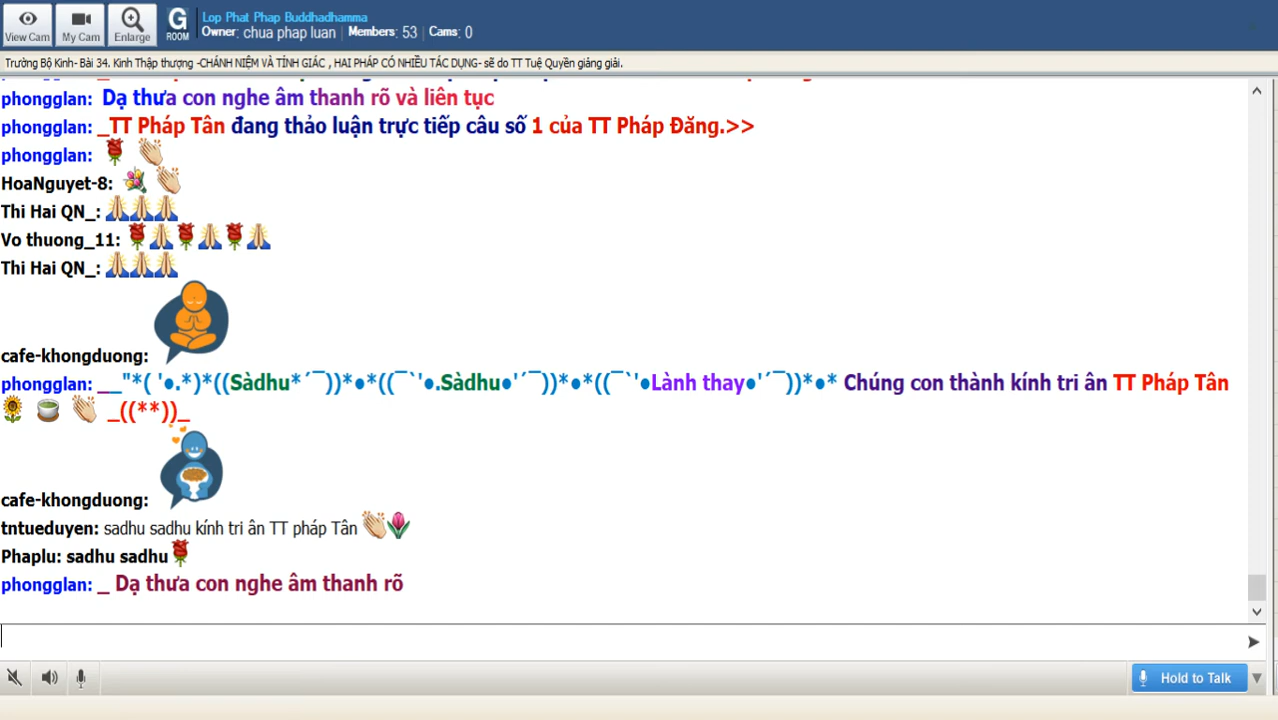 View Cam
My Cam
Enlarge
G
ROOM
Lop Phat Phap Buddhadhamma
Owner: chua phap luan | Members: 53 | Cams: 0
Trường Bộ Kinh- Bài 34. Kinh Thập thượng -CHÁNH NIỆM VÀ TỈNH GIÁC , HAI PHÁP CÓ NHIỀU TÁC DỤNG- sẽ do TT Tuệ Quyền giảng giải.
phongglan: Dạ thưa con nghe âm thanh rõ và liên tục
phongglan: _TT Pháp Tân đang thảo luận trực tiếp câu số 1 của TT Pháp Đăng.>>
phongglan:
HoaNguyet-8:
Thi Hai QN_:
Vo thuong_11:
Thi Hai QN_:
cafe-khongduong:
phongglan: __"*( '●.*)*((Sàdhu*´¯))*●*((¯`'●.Sàdhu●'´¯))*●*((¯`'●Lành thay●'´¯))*●* Chúng con thành kính tri ân TT Pháp Tân
_((**))_
cafe-khongduong:
tntueduyen: sadhu sadhu kính tri ân TT pháp Tân
Phaplu: sadhu sadhu
phongglan: _ Dạ thưa con nghe âm thanh rõ
Hold to Talk